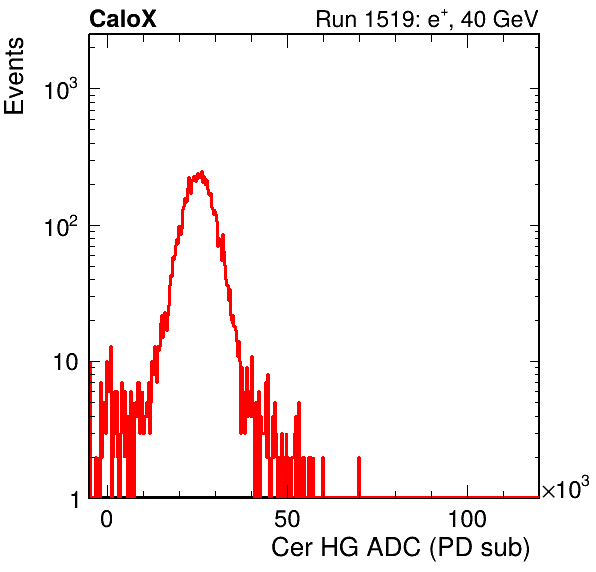 CaloX Run 1519: e⁺, 40 GeV
Events
10³
10²
10
1
0 50 100 ×10³
Cer HG ADC (PD sub)